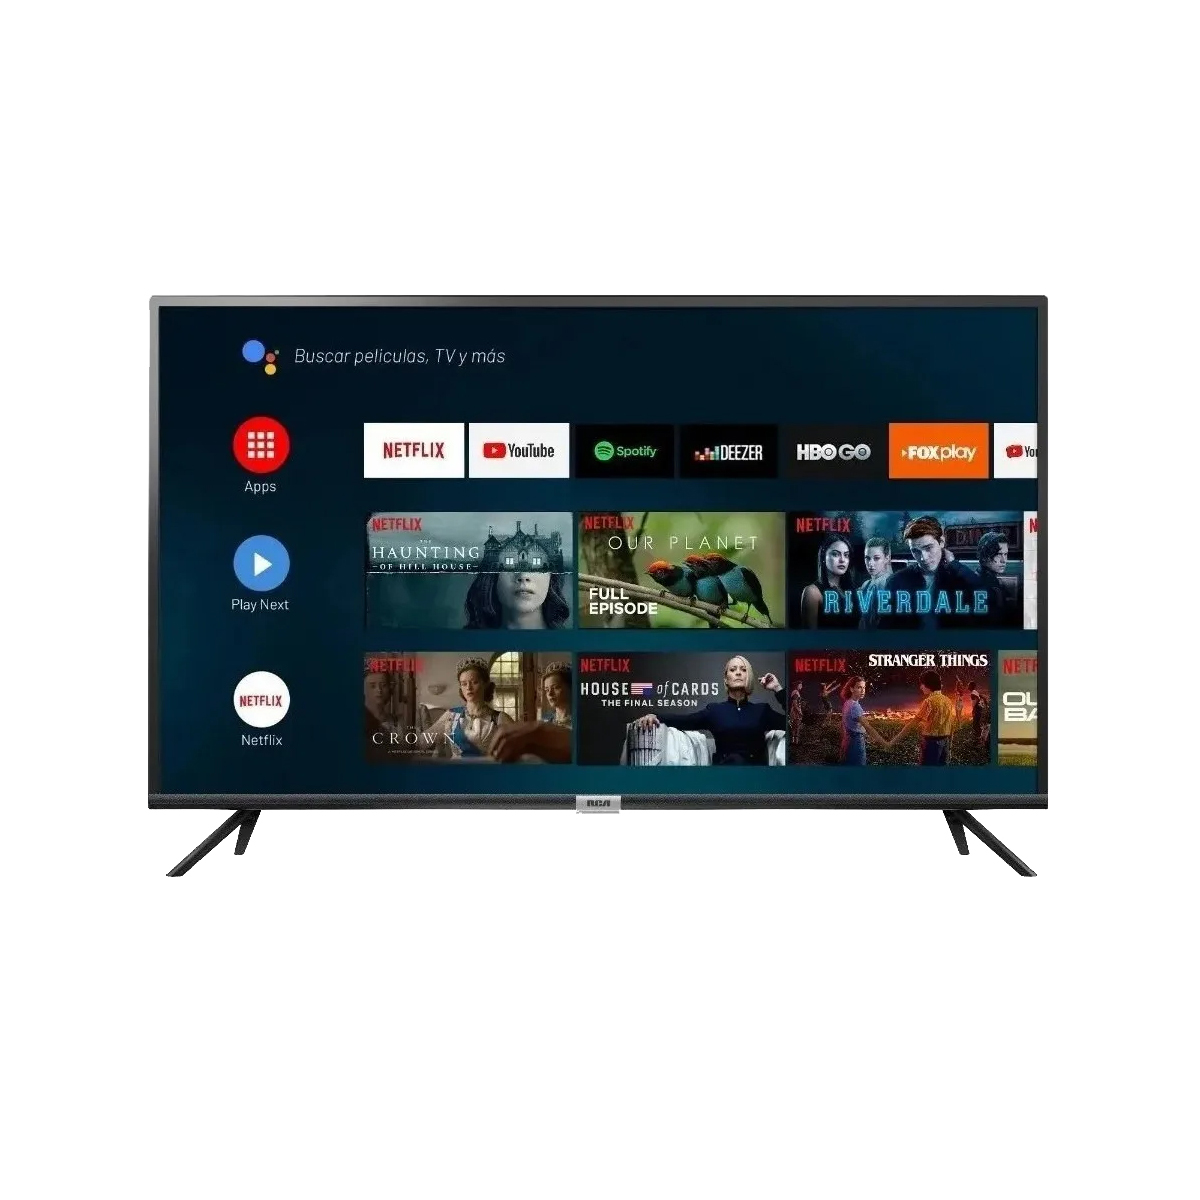 Buscar peliculas, TV y más
Apps
NETFLIX
YouTube
Spotify
DEEZER
HBO GO
FOXplay
Play Next
NETFLIX
THE
HAUNTING
OF HILL HOUSE
NETFLIX
OUR PLANET
FULL
EPISODE
NETFLIX
RIVERDALE
NETFLIX
Netflix
NETFLIX
THE
CROWN
NETFLIX
HOUSE of CARDS
THE FINAL SEASON
NETFLIX
STRANGER THINGS
RCA